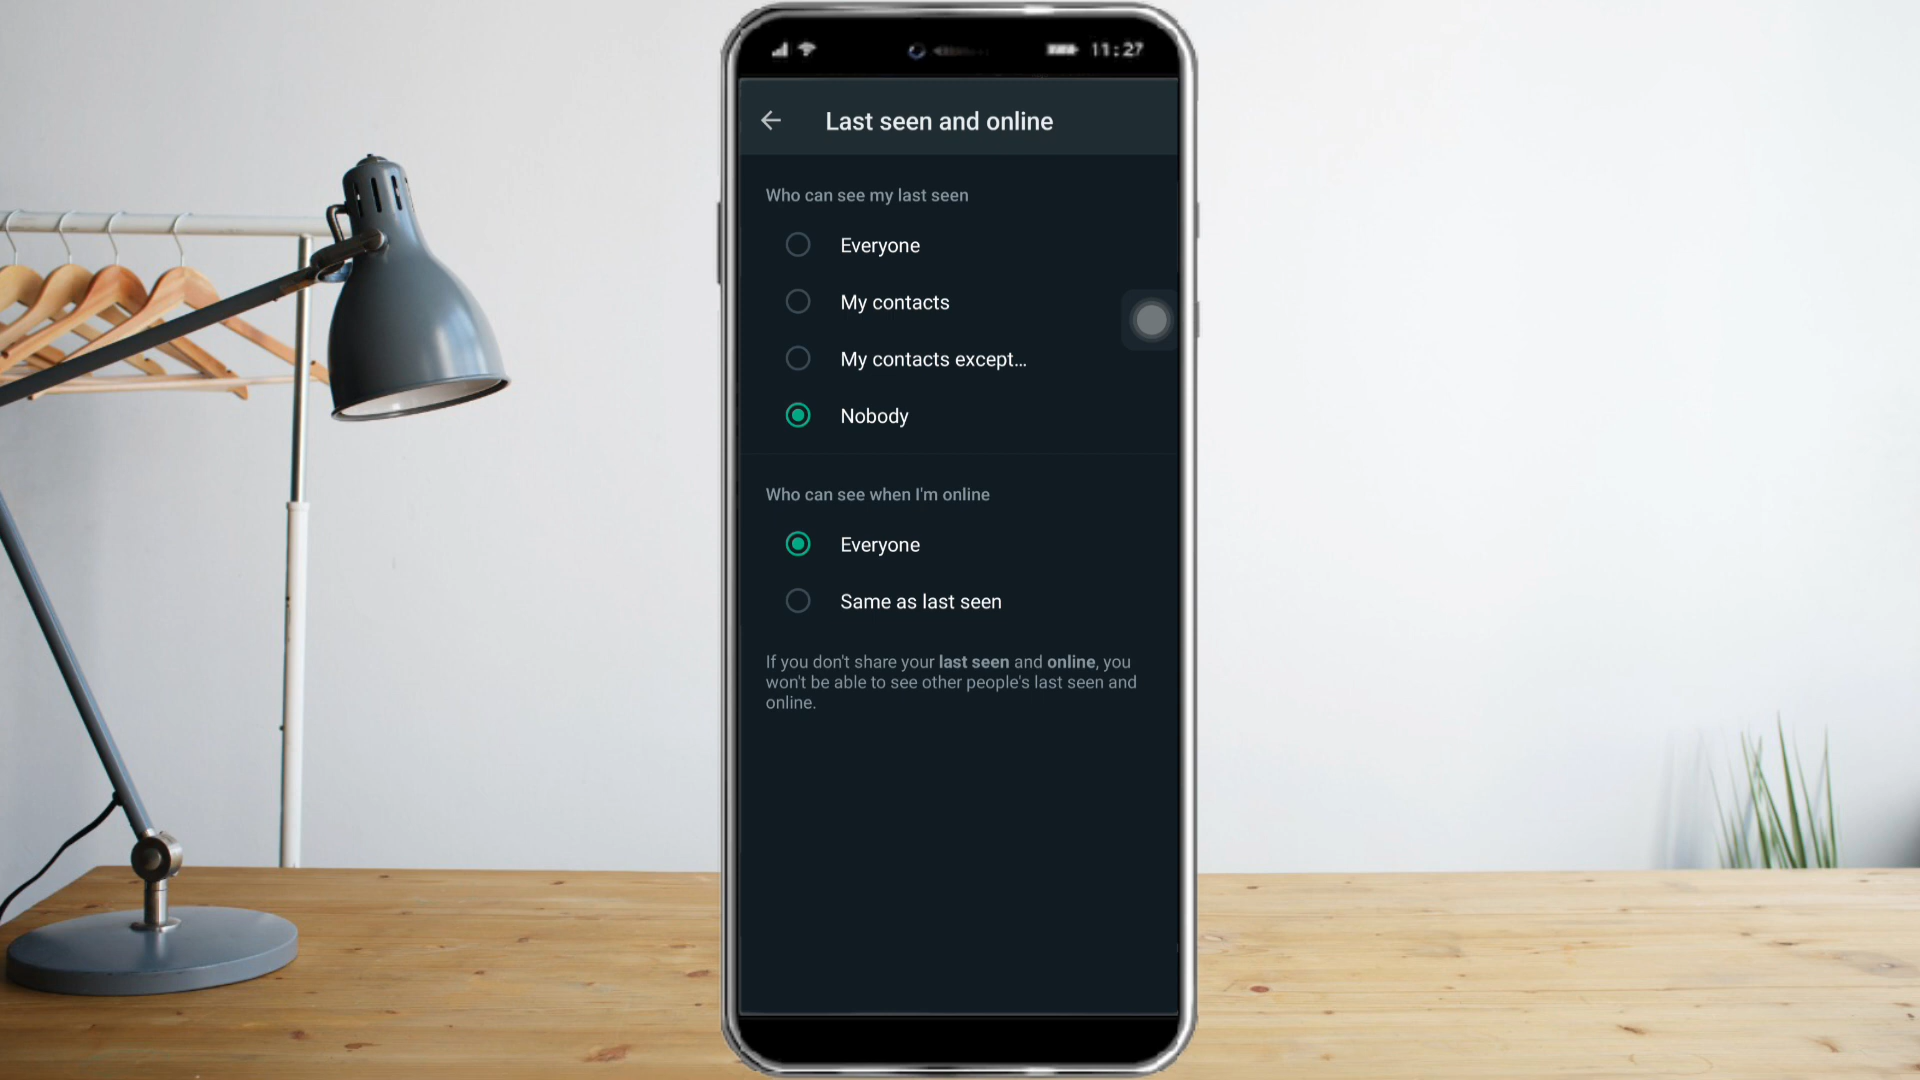 11:27
Last seen and online
Who can see my last seen
Everyone
My contacts
My contacts except...
Nobody
Who can see when I'm online
Everyone
Same as last seen
If you don't share your last seen and online, you
won't be able to see other people's last seen and
online.